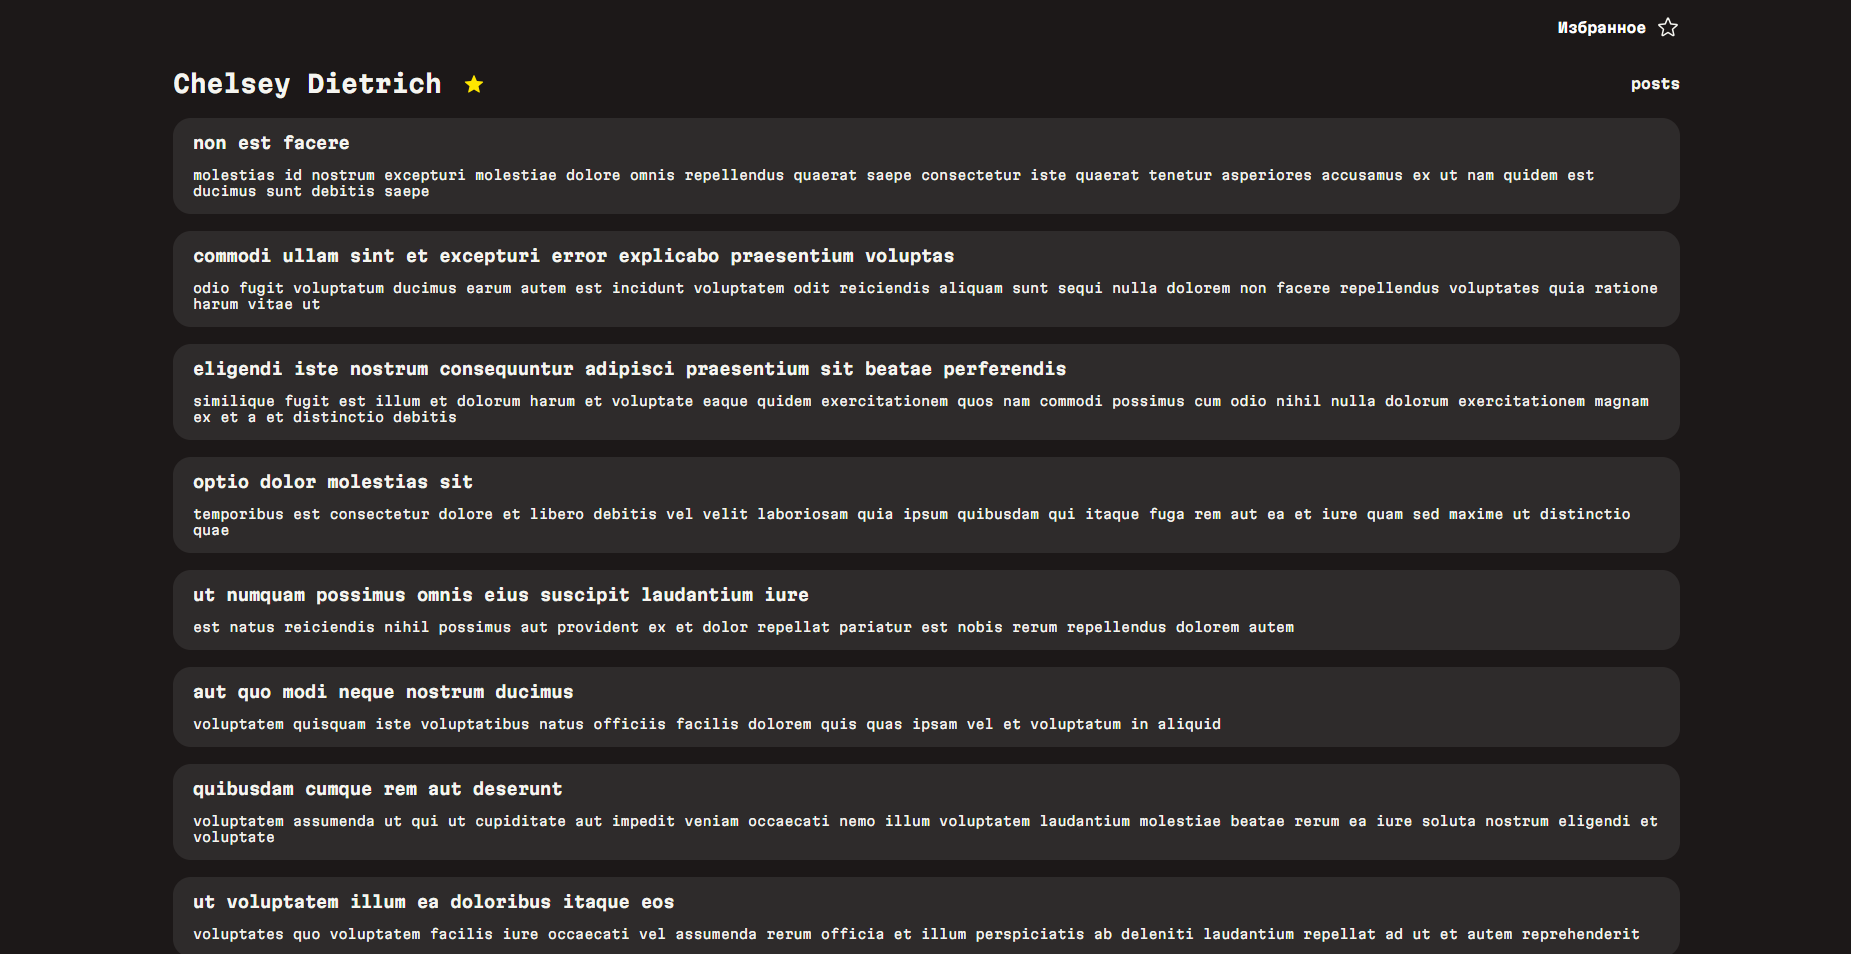 Избранное
Chelsey Dietrich
posts
non est facere
molestias id nostrum excepturi molestiae dolore omnis repellendus quaerat saepe consectetur iste quaerat tenetur asperiores accusamus ex ut nam quidem est
ducimus sunt debitis saepe
commodi ullam sint et excepturi error explicabo praesentium voluptas
odio fugit voluptatum ducimus earum autem est incidunt voluptatem odit reiciendis aliquam sunt sequi nulla dolorem non facere repellendus voluptates quia ratione
harum vitae ut
eligendi iste nostrum consequuntur adipisci praesentium sit beatae perferendis
similique fugit est illum et dolorum harum et voluptate eaque quidem exercitationem quos nam commodi possimus cum odio nihil nulla dolorum exercitationem magnam
ex et a et distinctio debitis
optio dolor molestias sit
temporibus est consectetur dolore et libero debitis vel velit laboriosam quia ipsum quibusdam qui itaque fuga rem aut ea et iure quam sed maxime ut distinctio
quae
ut numquam possimus omnis eius suscipit laudantium iure
est natus reiciendis nihil possimus aut provident ex et dolor repellat pariatur est nobis rerum repellendus dolorem autem
aut quo modi neque nostrum ducimus
voluptatem quisquam iste voluptatibus natus officiis facilis dolorem quis quas ipsam vel et voluptatum in aliquid
quibusdam cumque rem aut deserunt
voluptatem assumenda ut qui ut cupiditate aut impedit veniam occaecati nemo illum voluptatem laudantium molestiae beatae rerum ea iure soluta nostrum eligendi et
voluptate
ut voluptatem illum ea doloribus itaque eos
voluptates quo voluptatem facilis iure occaecati vel assumenda rerum officia et illum perspiciatis ab deleniti laudantium repellat ad ut et autem reprehenderit